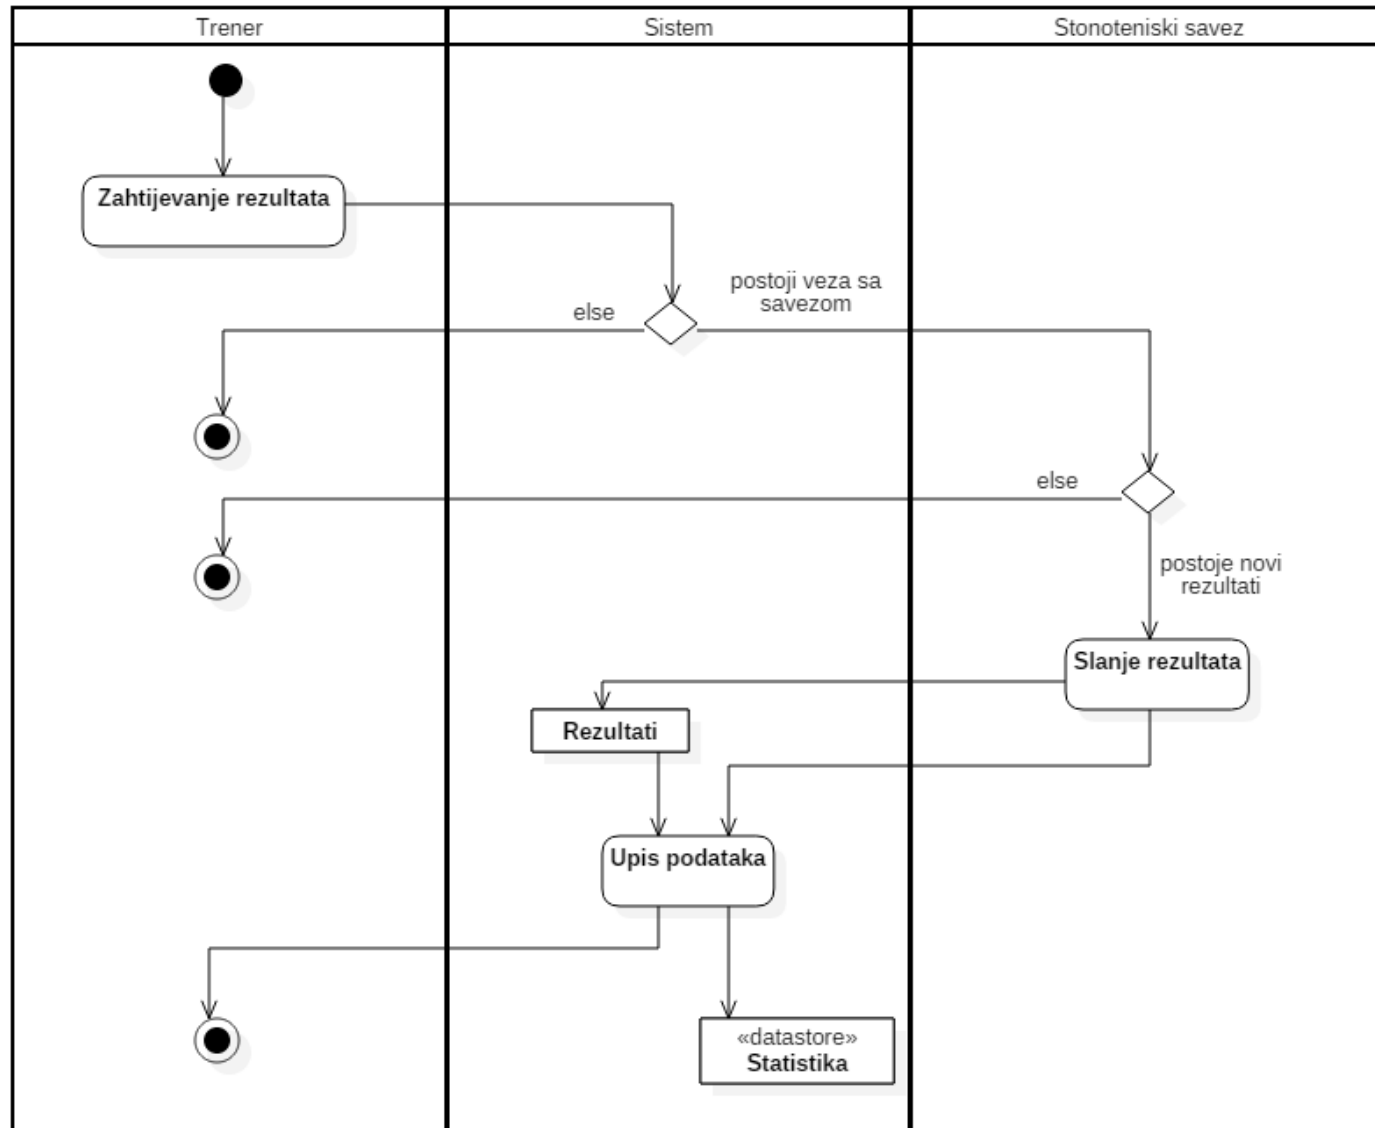 Trener
Sistem
Stonoteniski savez
Zahtijevanje rezultata
postoji veza sa
savezom
else
else
postoje novi
rezultati
Slanje rezultata
Rezultati
Upis podataka
«datastore»
Statistika